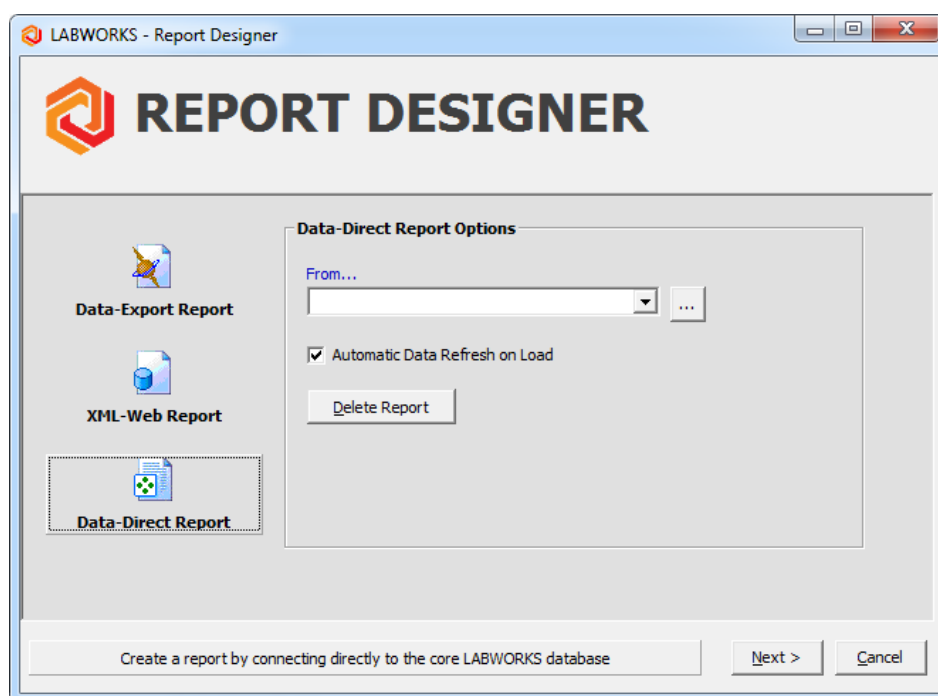 LABWORKS - Report Designer
REPORT DESIGNER
Data-Export Report
XML-Web Report
Data-Direct Report
Data-Direct Report Options
From...
...
Automatic Data Refresh on Load
Delete Report
Create a report by connecting directly to the core LABWORKS database
Next >
Cancel